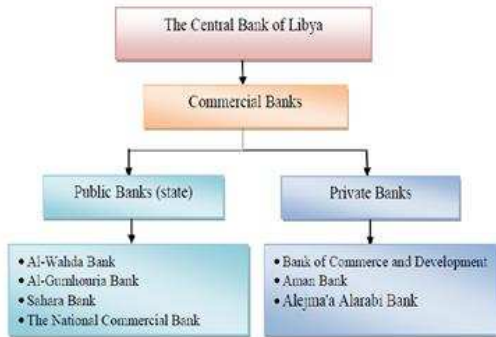 The Central Bank of Libya
Commercial Banks
Public Banks (state)
Private Banks
• Al-Wahda Bank
• Al-Gumhouria Bank
• Sahara Bank
• The National Commercial Bank
• Bank of Commerce and Development
• Aman Bank
• Alejma'a Alarabi Bank